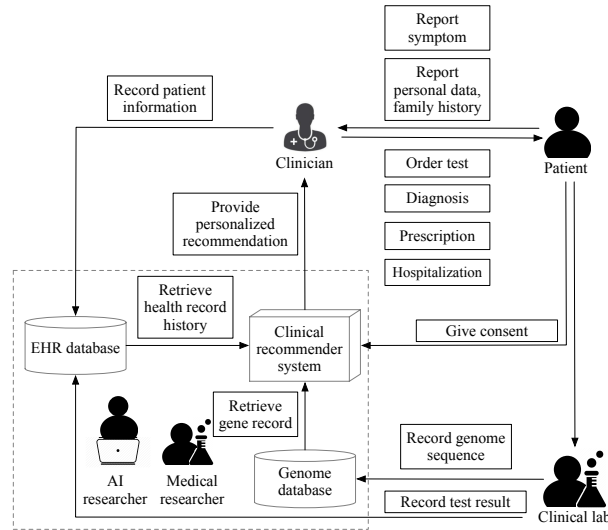 Report
symptom
Report
personal data,
family history
Record patient
information
Clinician
Patient
Order test
Diagnosis
Prescription
Hospitalization
Provide
personalized
recommendation
Retrieve
health record
history
EHR database
Clinical
recommender
system
Give consent
Retrieve
gene record
AI
researcher
Medical
researcher
Genome
database
Record genome
sequence
Record test result
Clinical lab